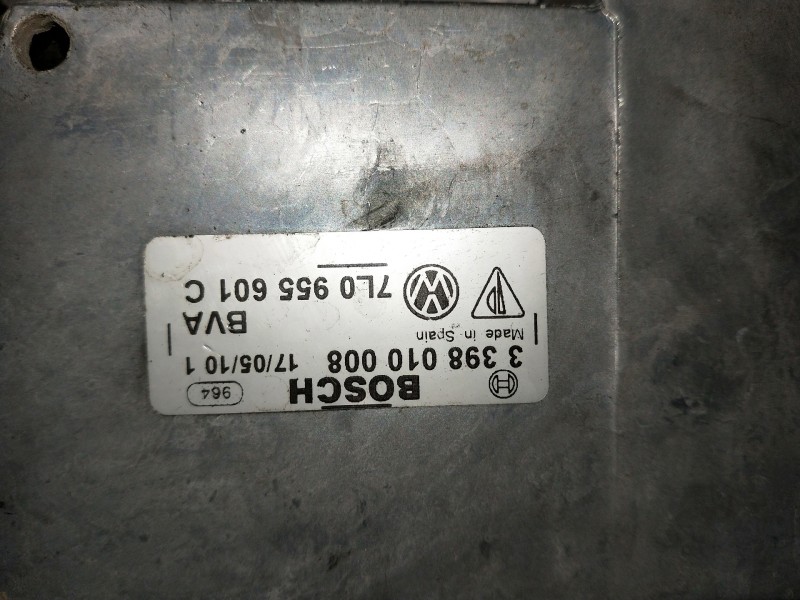 BOSCH 964
3 398 010 008 17/05/10 1
Made in Spain
BVA
7L0 955 601 C